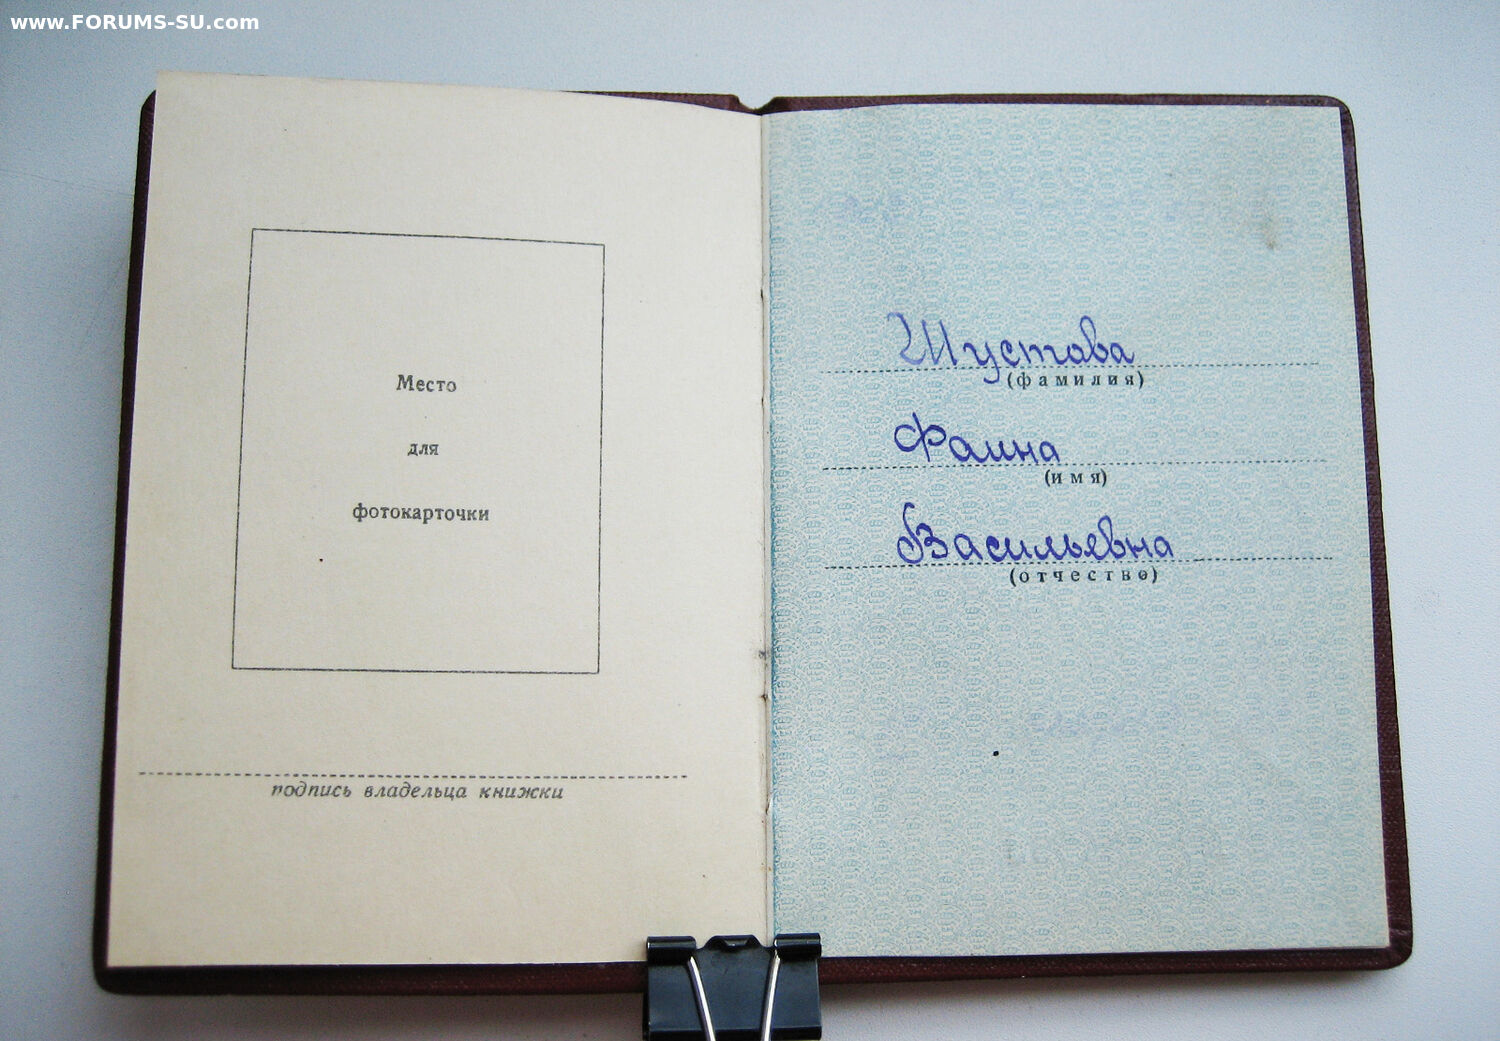 www.FORUMS-SU.com
Место
для
фотокарточки
подпись владельца книжки
Шустова
(фамилия)
Фаина
(имя)
Васильевна
(отчество)